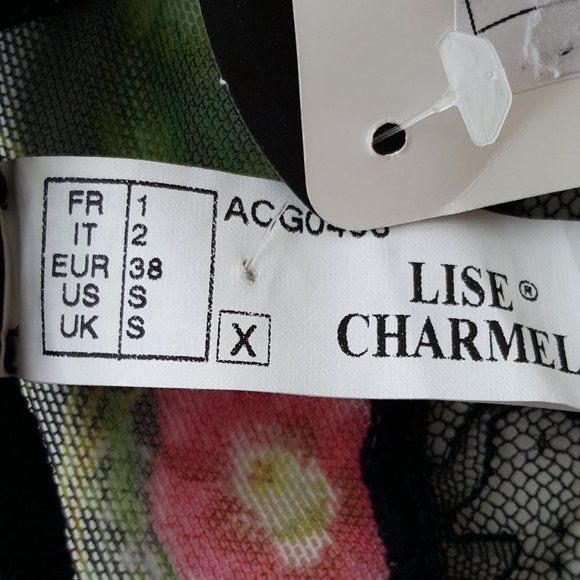 FR 1
IT 2
EUR 38
US S
UK S
X
LISE®
CHARMEL